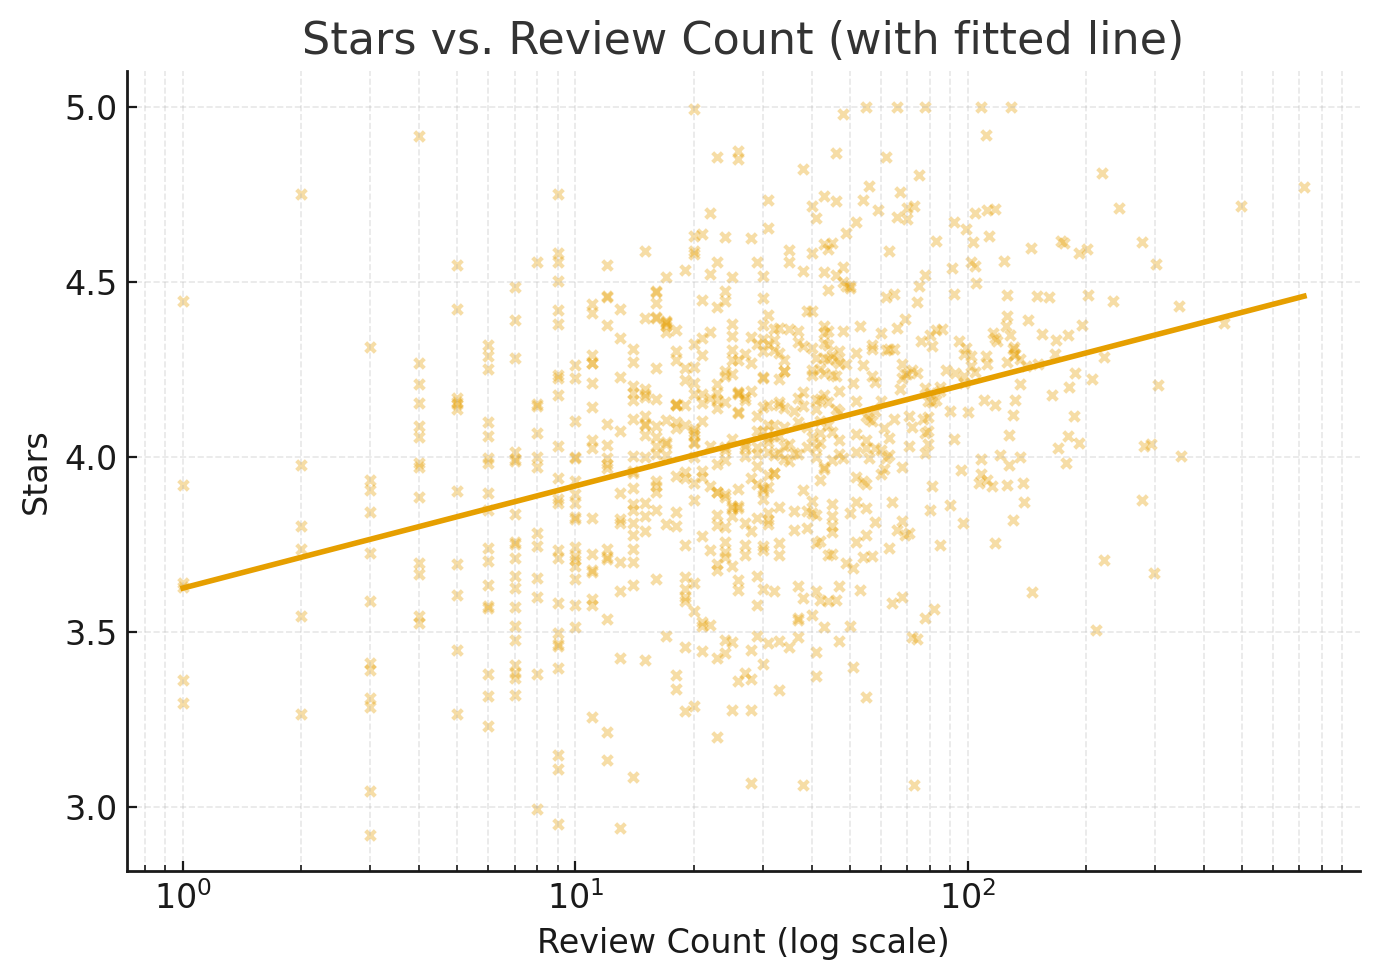 Stars vs. Review Count (with fitted line)
5.0
4.5
4.0
3.5
3.0
Stars
10⁰ 10¹ 10²
Review Count (log scale)